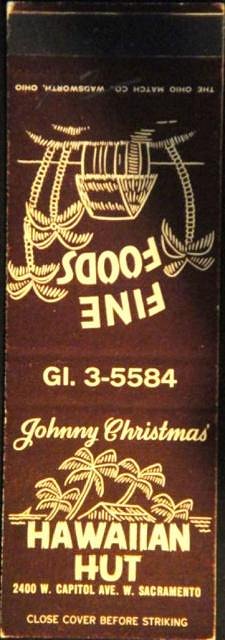 THE OHIO MATCH CO., WADSWORTH, OHIO.
FINE
FOODS
GI. 3-5584
Johnny Christmas'
HAWAIIAN
HUT
2400 W. CAPITOL AVE. W. SACRAMENTO
CLOSE COVER BEFORE STRIKING